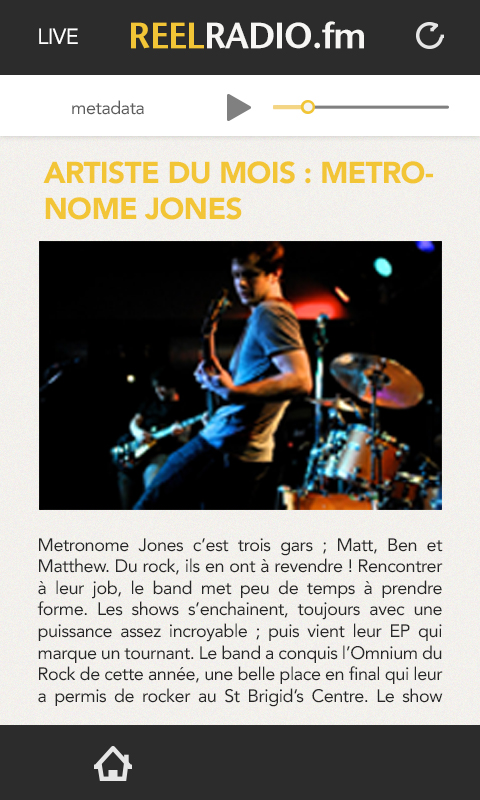 LIVE REELRADIO.fm
metadata
ARTISTE DU MOIS : METRO-
NOME JONES
Metronome Jones c’est trois gars ; Matt, Ben et
Matthew. Du rock, ils en ont à revendre ! Rencontrer
à leur job, le band met peu de temps à prendre
forme. Les shows s’enchainent, toujours avec une
puissance assez incroyable ; puis vient leur EP qui
marque un tournant. Le band a conquis l’Omnium du
Rock de cette année, une belle place en final qui leur
a permis de rocker au St Brigid’s Centre. Le show